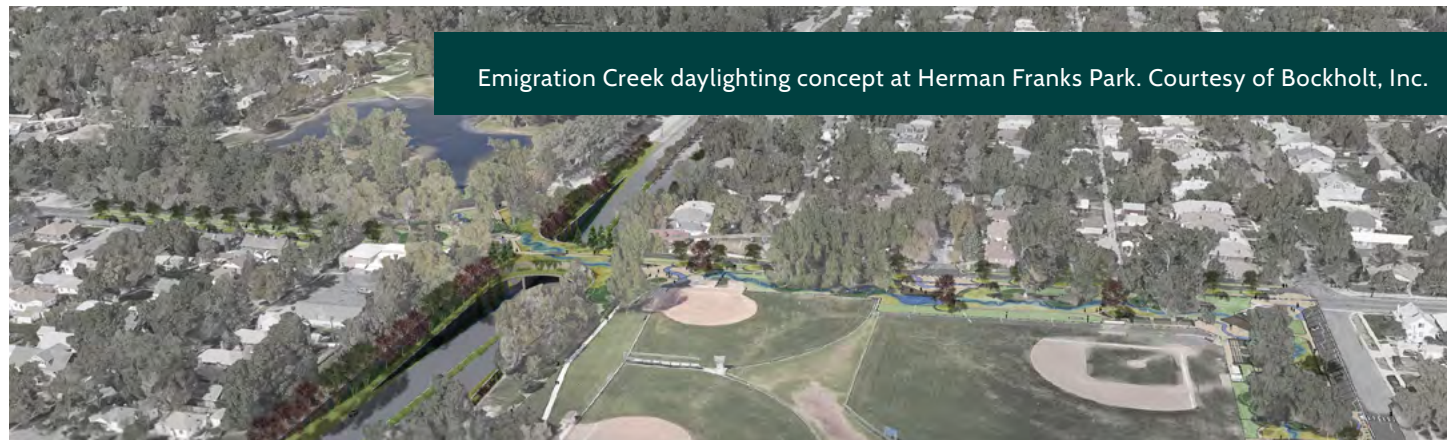 Emigration Creek daylighting concept at Herman Franks Park. Courtesy of Bockholt, Inc.